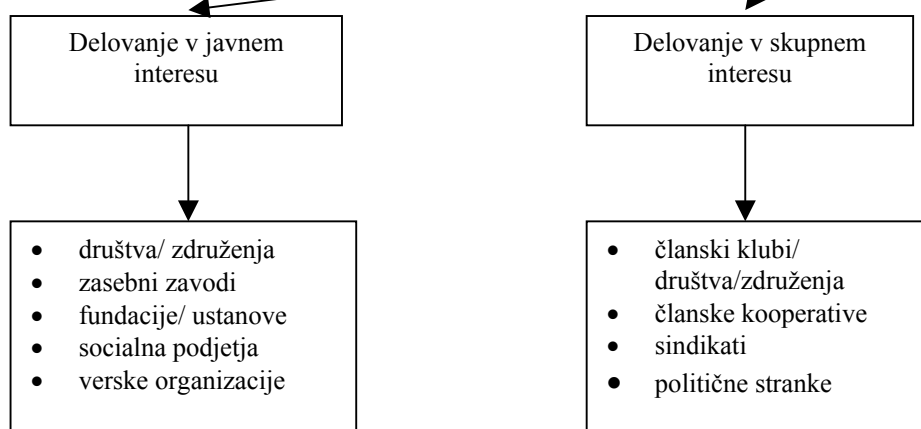 Delovanje v javnem
interesu
Delovanje v skupnem
interesu
• društva/ združenja
• zasebni zavodi
• fundacije/ ustanove
• socialna podjetja
• verske organizacije
• članski klubi/
društva/združenja
• članske kooperative
• sindikati
• politične stranke